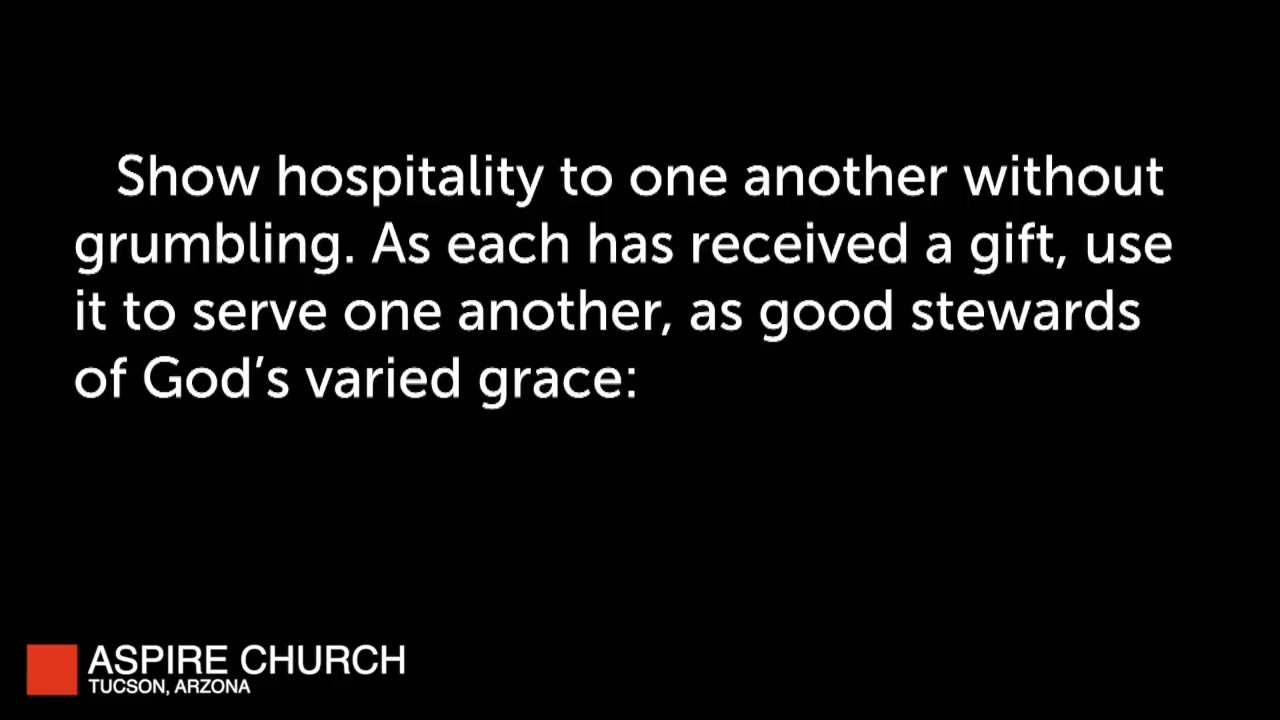 Show hospitality to one another without
grumbling. As each has received a gift, use
it to serve one another, as good stewards
of God’s varied grace:
ASPIRE CHURCH
TUCSON, ARZONA